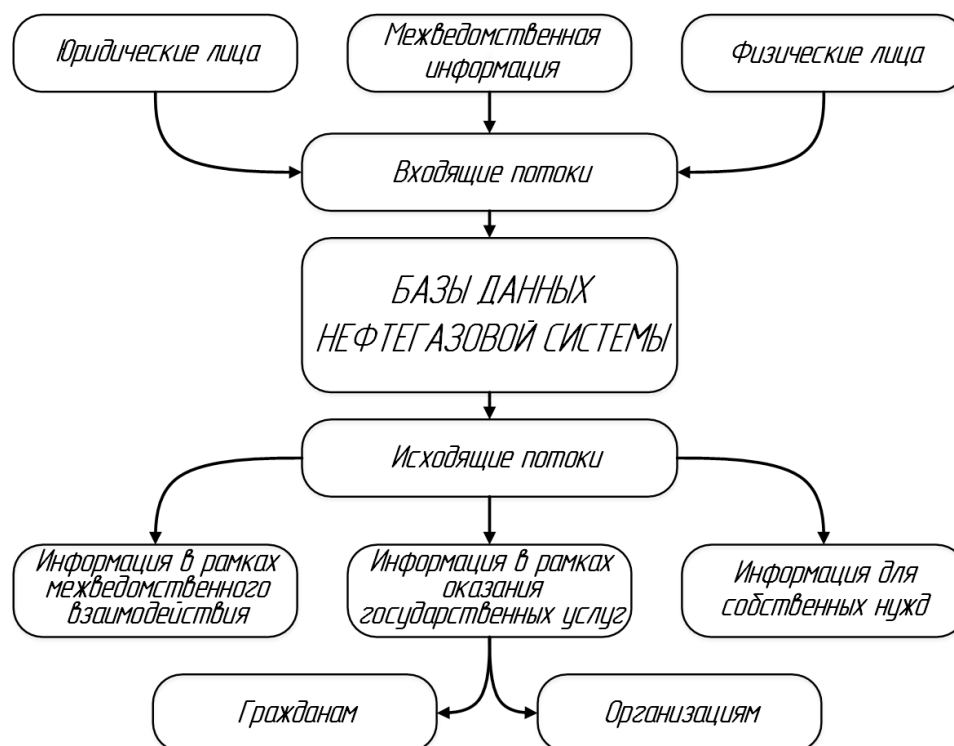 Юридические лица
Межведомственная
информация
Физические лица
Входящие потоки
БАЗЫ ДАННЫХ
НЕФТЕГАЗОВОЙ СИСТЕМЫ
Исходящие потоки
Информация в рамках
межведомственного
взаимодействия
Информация в рамках
оказания
государственных услуг
Информация для
собственных нужд
Гражданам
Организациям